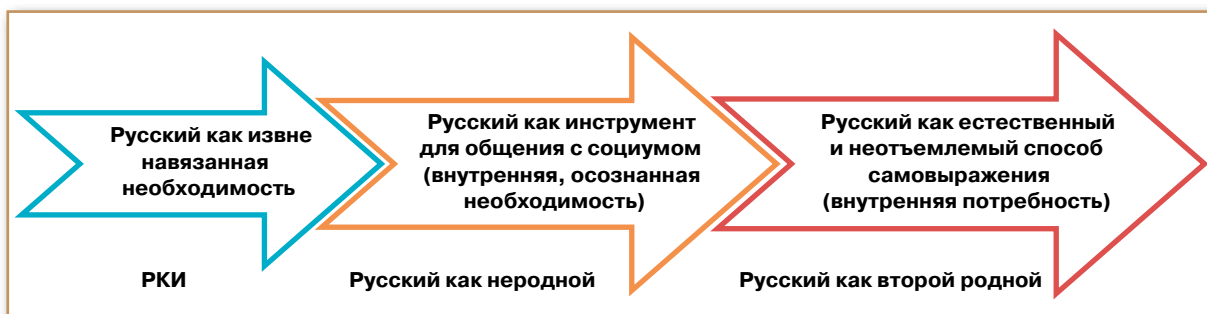 Русский как извне
навязанная
необходимость
Русский как инструмент
для общения с социумом
(внутренняя, осознанная
необходимость)
Русский как естественный
и неотъемлемый способ
самовыражения
(внутренняя потребность)
РКИ
Русский как неродной
Русский как второй родной